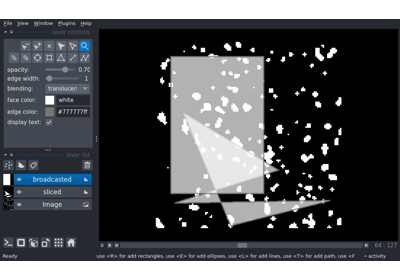 File View Window Plugins Help
layer controls
opacity: 0.70
edge width: 1
blending: translucen
face color: white
edge color: #777777ff
display text:
layer list
broadcasted
sliced
Image
64 127
Ready use <R> for add rectangles, use <E> for add ellipses, use <L> for add lines, use <T> for add path, use <P activity